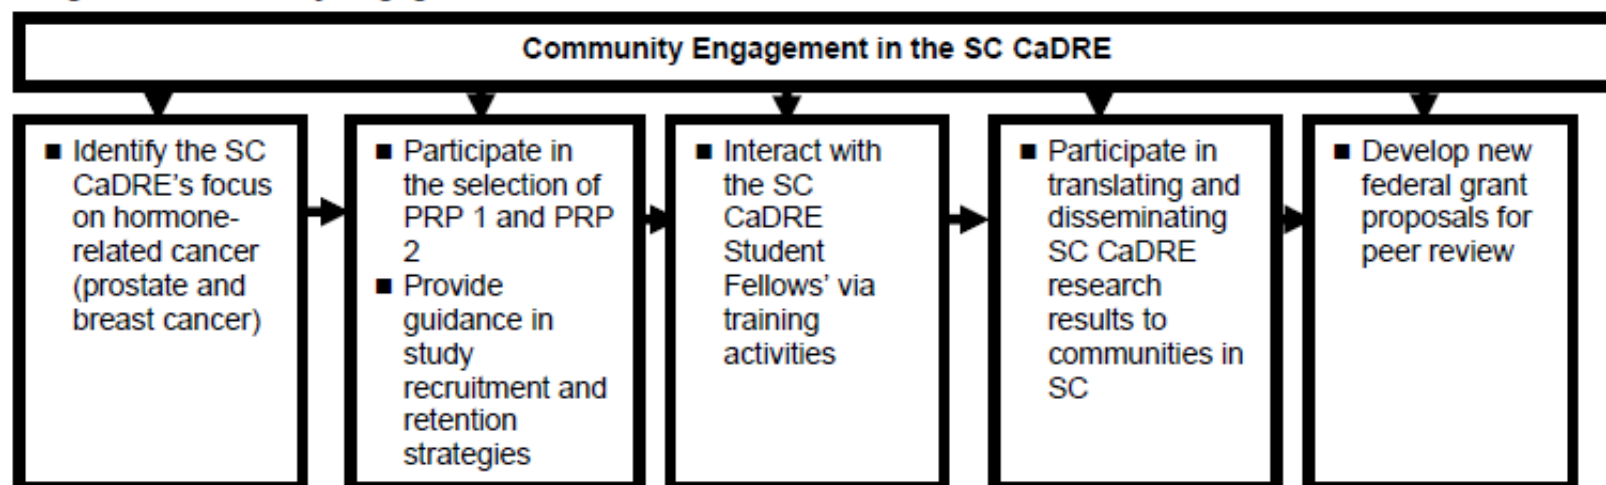 Community Engagement in the SC CaDRE
■ Identify the SC
CaDRE's focus
on hormone-
related cancer
(prostate and
breast cancer)
■ Participate in
the selection of
PRP 1 and PRP
2
■ Provide
guidance in
study
recruitment and
retention
strategies
■ Interact with
the SC
CaDRE
Student
Fellows' via
training
activities
■ Participate in
translating and
disseminating
SC CaDRE
research
results to
communities in
SC
■ Develop new
federal grant
proposals for
peer review